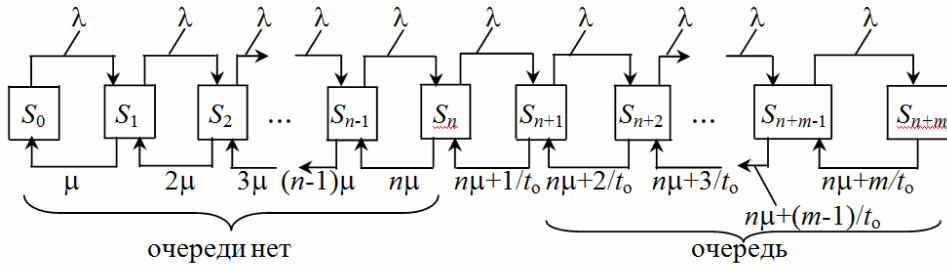 λ λ λ λ λ λ λ λ λ
S0 S1 S2 ... Sn-1 Sn Sn+1 Sn+2 ... Sn+m-1 Sn+m
μ 2μ 3μ (n-1)μ nμ nμ+1/to nμ+2/to nμ+3/to nμ+m/to
nμ+(m-1)/to
очереди нет очередь